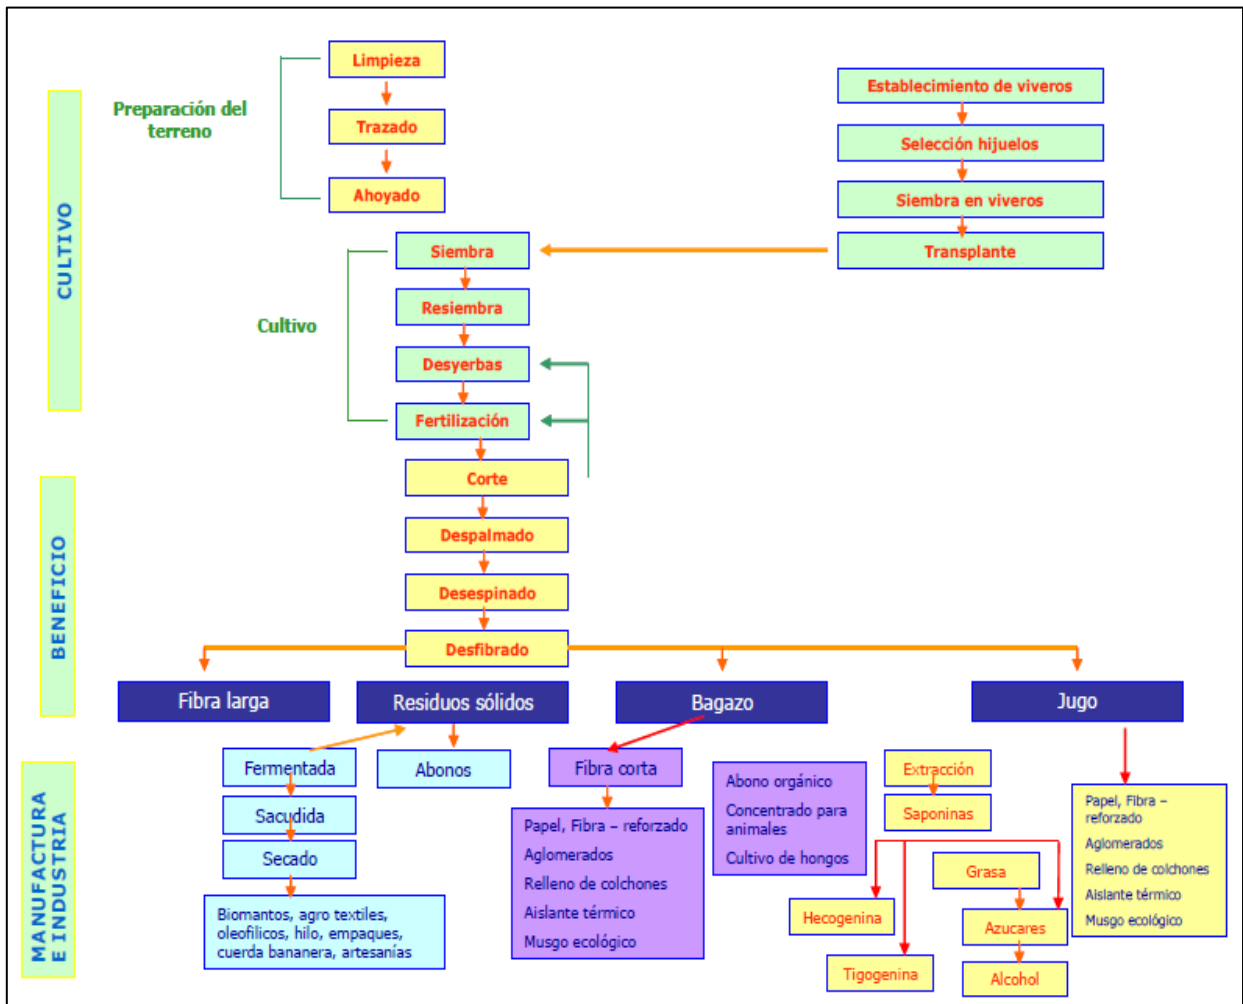 CULTIVO
Preparación del
terreno
Limpieza
Trazado
Ahoyado
Establecimiento de viveros
Selección hijuelos
Siembra en viveros
Transplante
Cultivo
Siembra
Resiembra
Desyerbas
Fertilización
BENEFICIO
Corte
Despalmado
Desespinado
Desfibrado
Fibra larga
Residuos sólidos
Bagazo
Jugo
MANUFACTURA
E INDUSTRIA
Fermentada
Sacudida
Secado
Biomantos, agro textiles,
oleofilicos, hilo, empaques,
cuerda bananera, artesanías
Abonos
Fibra corta
Papel, Fibra – reforzado
Aglomerados
Relleno de colchones
Aislante térmico
Musgo ecológico
Abono orgánico
Concentrado para
animales
Cultivo de hongos
Extracción
Saponinas
Hecogenina
Tigogenina
Grasa
Azucares
Alcohol
Papel, Fibra –
reforzado
Aglomerados
Relleno de colchones
Aislante térmico
Musgo ecológico